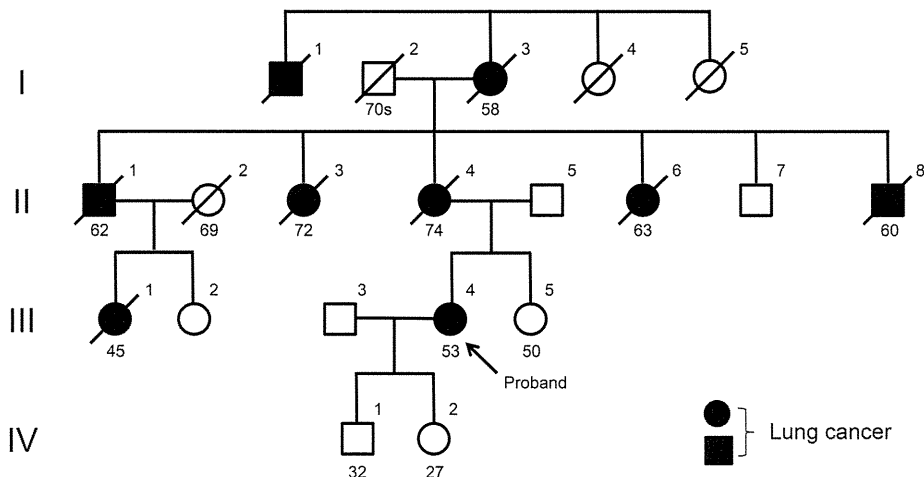 1 2 3 4 5
I
70s 58
1 2 3 4 5 6 7 8
II
62 69 72 74 63 60
1 2 3 4 5
III
45 53 50
Proband
1 2
IV
32 27
Lung cancer